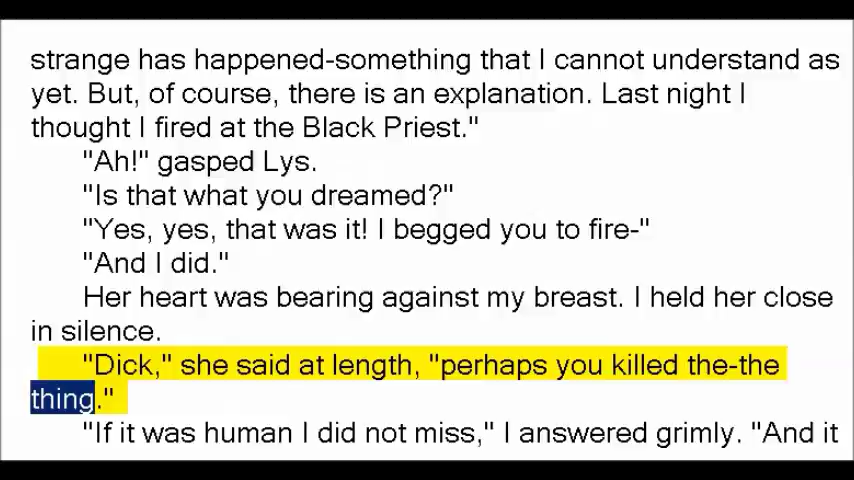 strange has happened-something that I cannot understand as
yet. But, of course, there is an explanation. Last night I
thought I fired at the Black Priest."
"Ah!" gasped Lys.
"Is that what you dreamed?"
"Yes, yes, that was it! I begged you to fire-"
"And I did."
Her heart was bearing against my breast. I held her close
in silence.
"Dick," she said at length, "perhaps you killed the-the
thing."
"If it was human I did not miss," I answered grimly. "And it